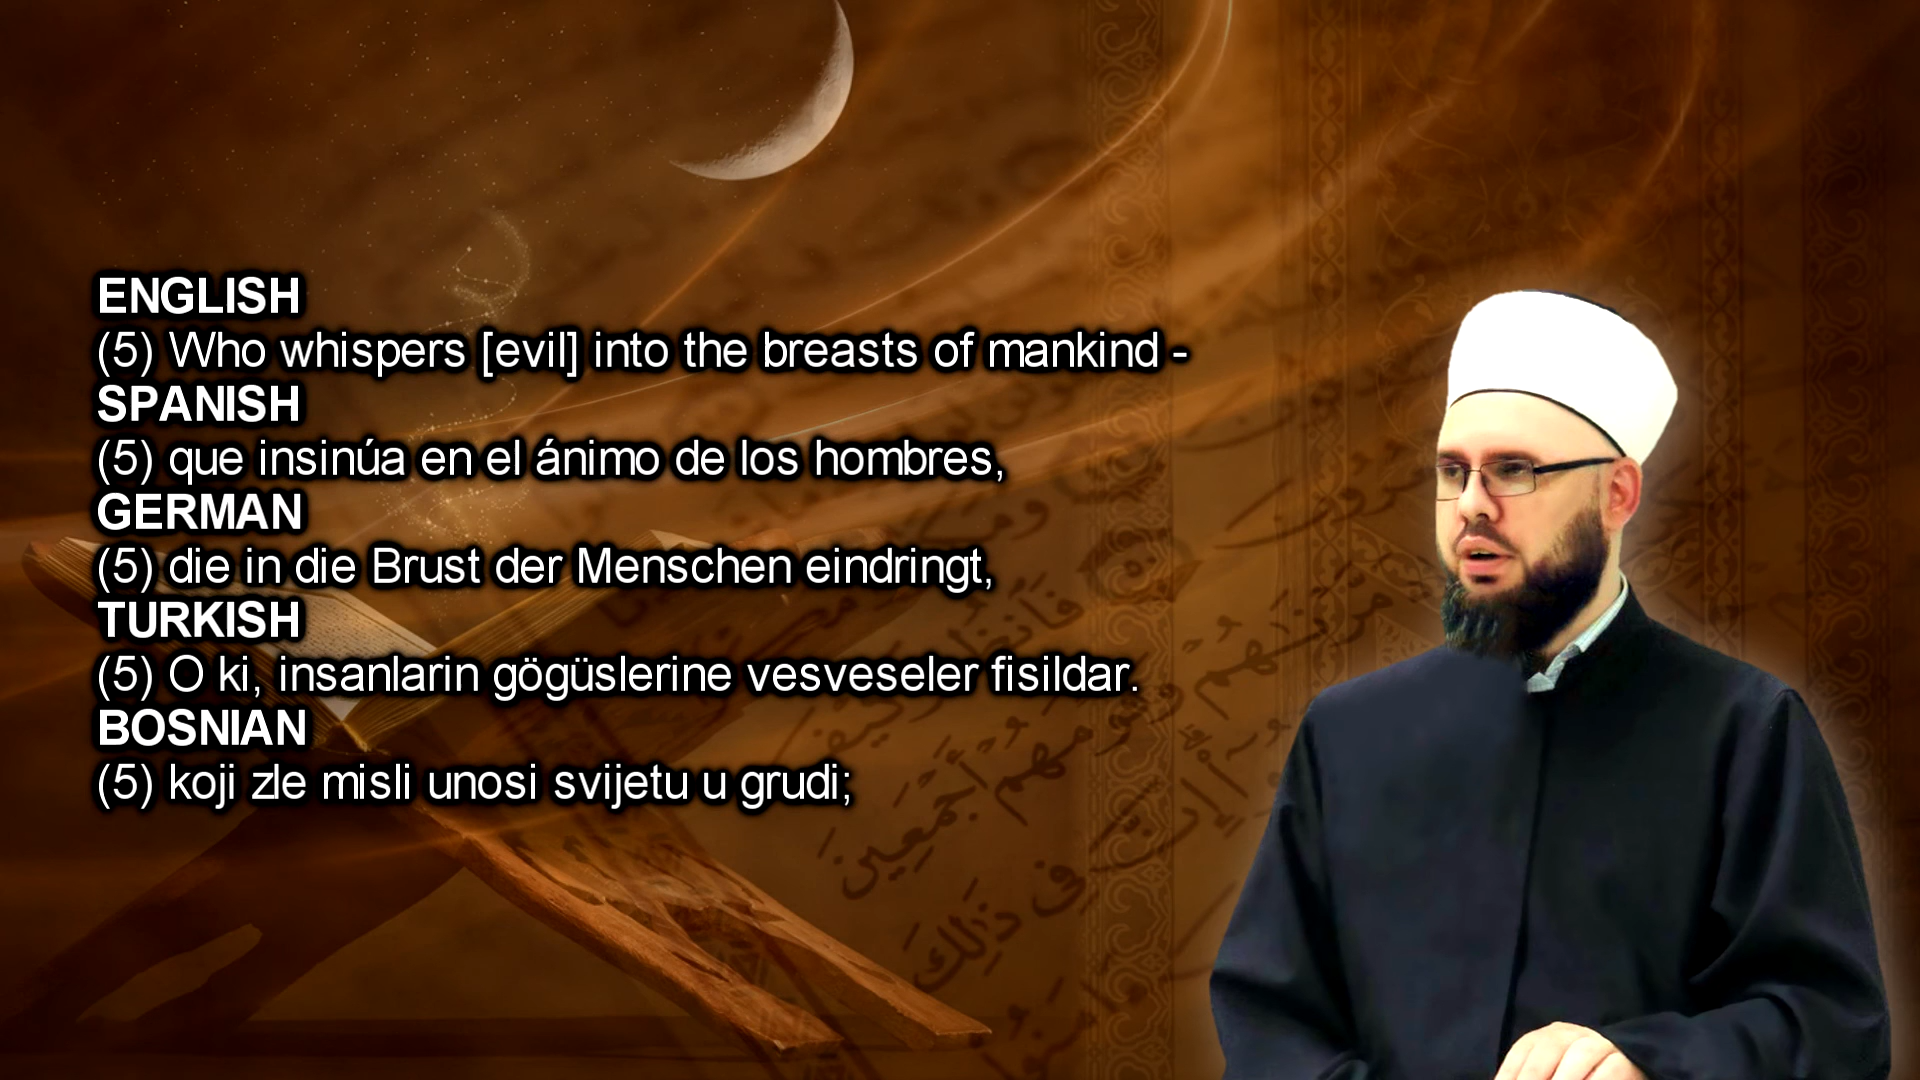 ENGLISH
(5) Who whispers [evil] into the breasts of mankind -
SPANISH
(5) que insinúa en el ánimo de los hombres,
GERMAN
(5) die in die Brust der Menschen eindringt,
TURKISH
(5) O ki, insanlarin gögüslerine vesveseler fisildar.
BOSNIAN
(5) koji zle misli unosi svijetu u grudi;
أَجْمَعِينَ
فِى ذَٰلِكَ